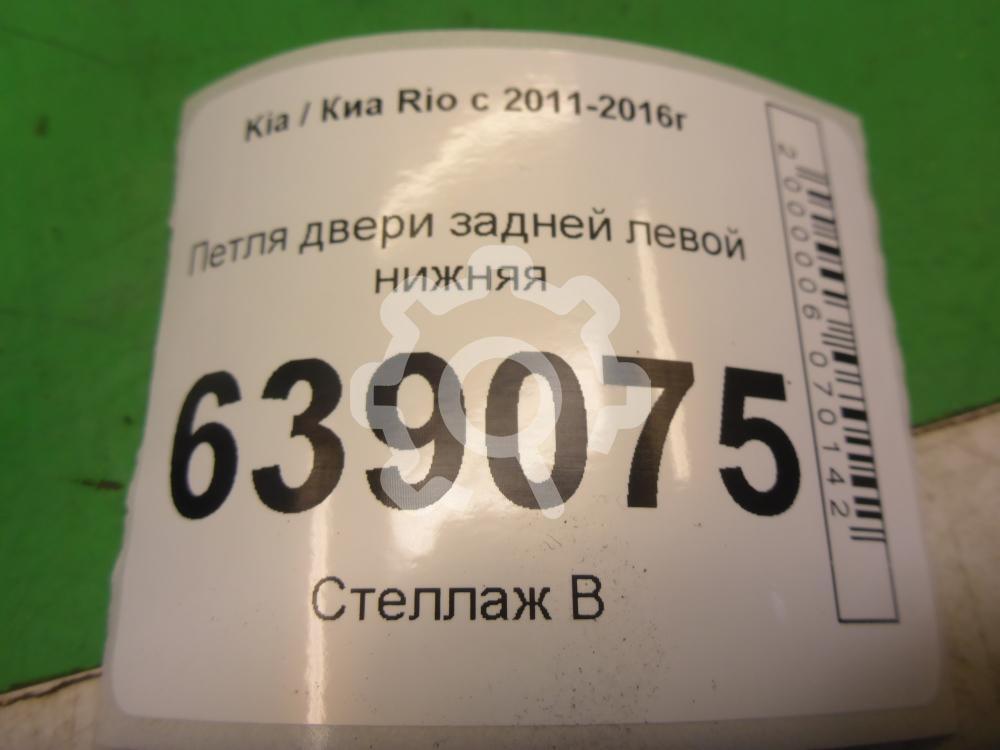 Kia / Киа Rio с 2011-2016г
Петля двери задней левой
нижняя
639075
Стеллаж В
2000006070142